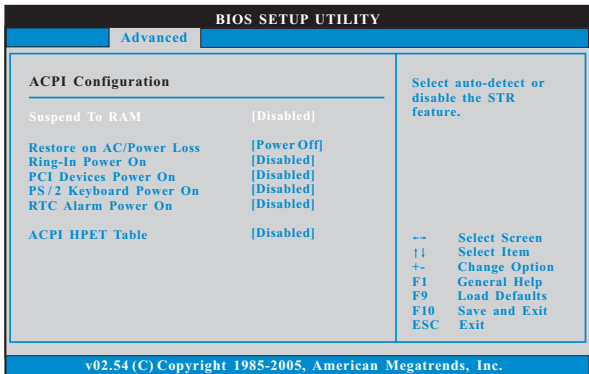 BIOS SETUP UTILITY
Advanced
ACPI Configuration
Suspend To RAM [Disabled]
Restore on AC/Power Loss [Power Off]
Ring-In Power On [Disabled]
PCI Devices Power On [Disabled]
PS/2 Keyboard Power On [Disabled]
RTC Alarm Power On [Disabled]
ACPI HPET Table [Disabled]
Select auto-detect or
disable the STR
feature.
←→ Select Screen
↑↓ Select Item
+- Change Option
F1 General Help
F9 Load Defaults
F10 Save and Exit
ESC Exit
v02.54 (C) Copyright 1985-2005, American Megatrends, Inc.